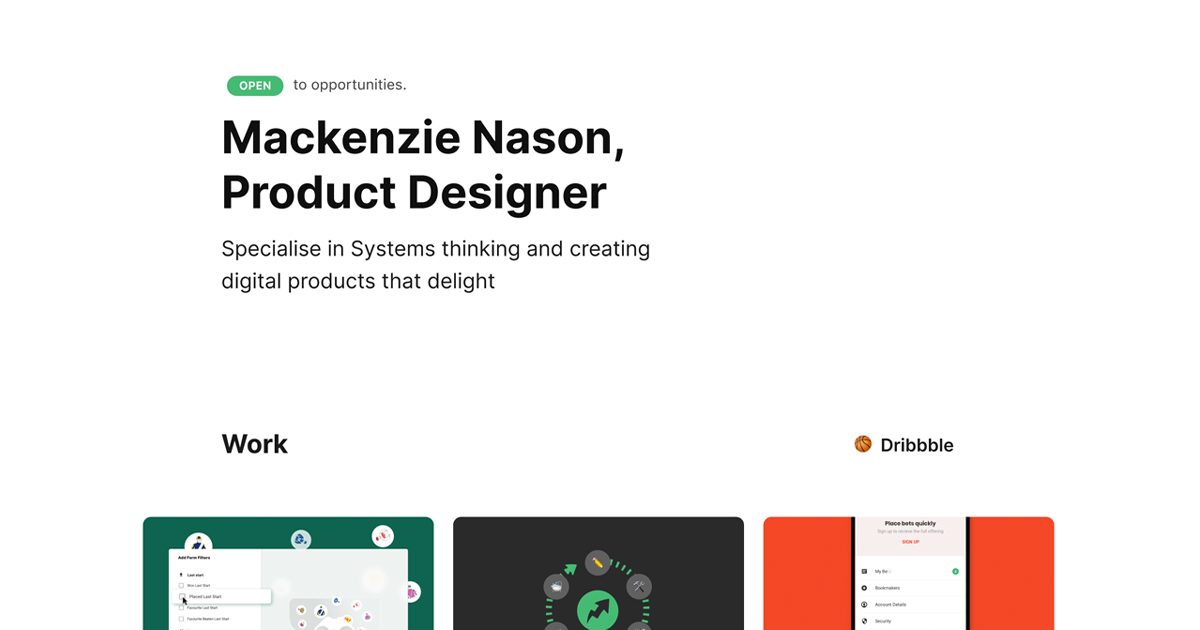 OPEN to opportunities.
Mackenzie Nason,
Product Designer
Specialise in Systems thinking and creating
digital products that delight
Work
Dribbble
Add Form Filters
Last start
Won Last Start
Placed Last Start
Favourite Last Start
Favourite Beaten Last Start
Place bets quickly
Sign up to receive the full offering
SIGN UP
My Be
Bookmakers
Account Details
Security